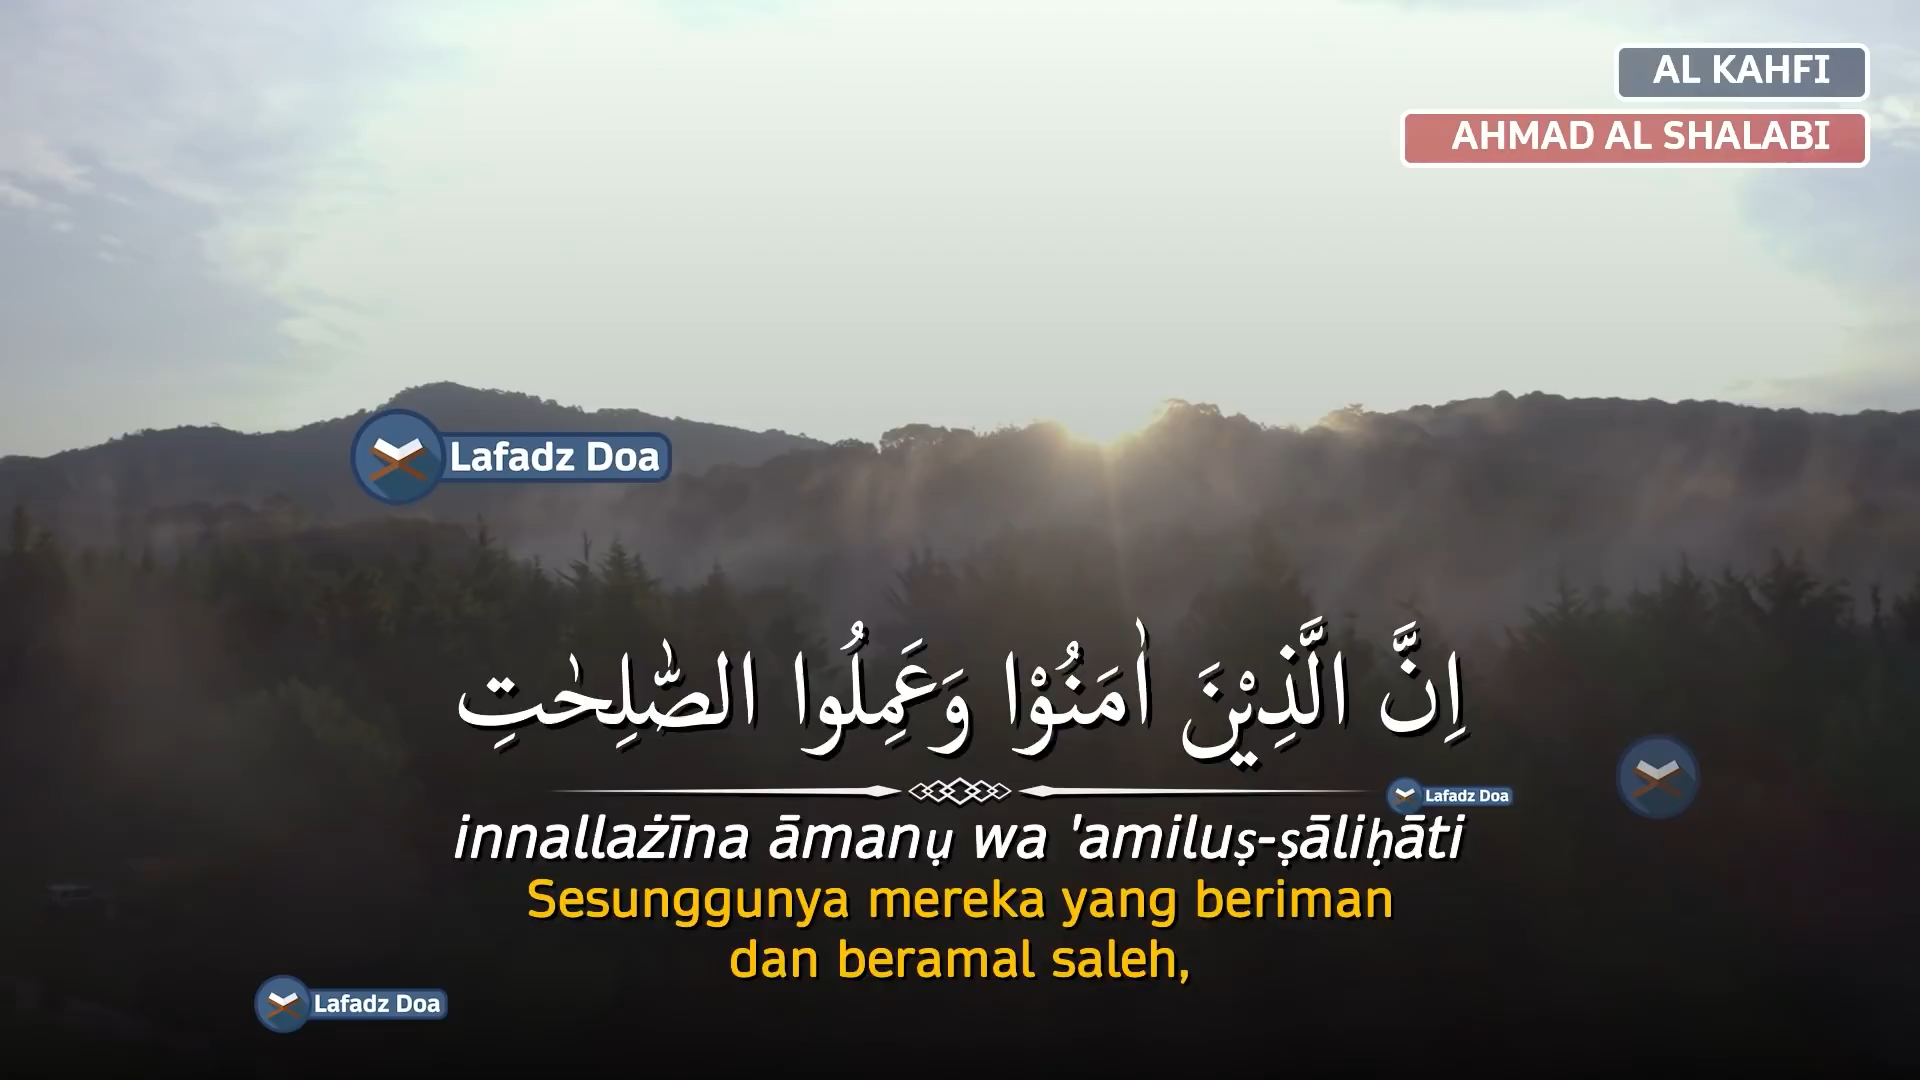 AL KAHFI
AHMAD AL SHALABI
Lafadz Doa
اِنَّ الَّذِيْنَ اٰمَنُوْا وَعَمِلُوا الصّٰلِحٰتِ
Lafadz Doa
innallażīna āmanụ wa 'amiluṣ-ṣāliḥāti
Sesunggunya mereka yang beriman
dan beramal saleh,
Lafadz Doa